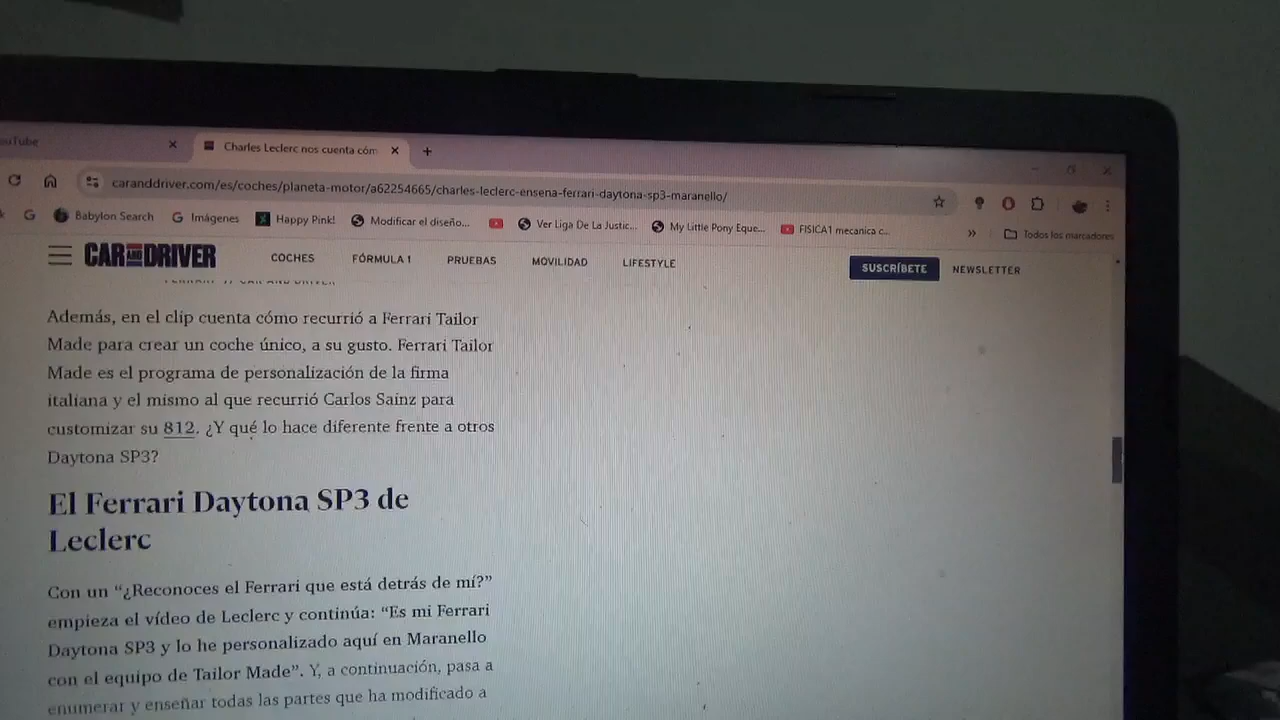 ouTube
Charles Leclerc nos cuenta cóm
caranddriver.com/es/coches/planeta-motor/a62254665/charles-leclerc-ensena-ferrari-daytona-sp3-maranello/
G Babylon Search G Imágenes Happy Pink! Modificar el diseño... Ver Liga De La Justic... My Little Pony Eque... FISICA1 mecanica c... » Todos los marcadores
CAR AND DRIVER COCHES FÓRMULA 1 PRUEBAS MOVILIDAD LIFESTYLE SUSCRÍBETE NEWSLETTER
Además, en el clip cuenta cómo recurrió a Ferrari Tailor
Made para crear un coche único, a su gusto. Ferrari Tailor
Made es el programa de personalización de la firma
italiana y el mismo al que recurrió Carlos Sainz para
customizar su 812. ¿Y qué lo hace diferente frente a otros
Daytona SP3?
El Ferrari Daytona SP3 de
Leclerc
Con un “¿Reconoces el Ferrari que está detrás de mí?”
empieza el vídeo de Leclerc y continúa: “Es mi Ferrari
Daytona SP3 y lo he personalizado aquí en Maranello
con el equipo de Tailor Made”. Y, a continuación, pasa a
enumerar y enseñar todas las partes que ha modificado a